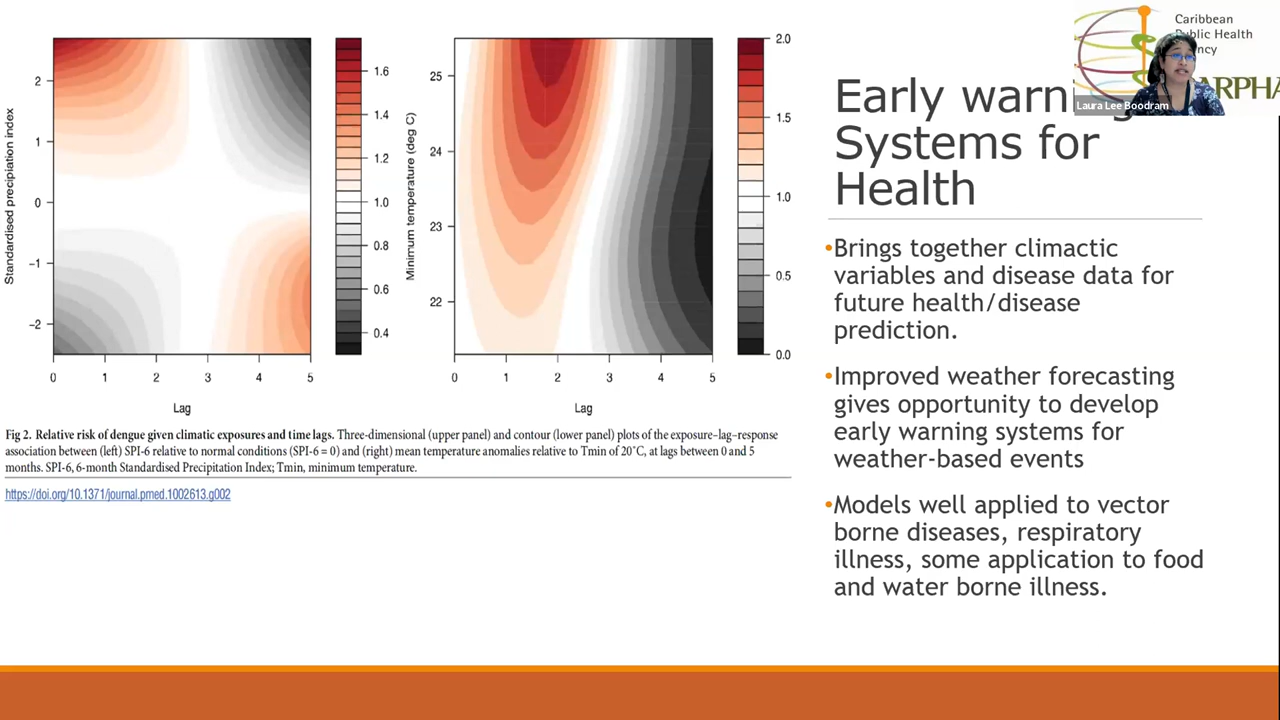 Caribbean
Public Health
Agency
CARPHA
Laura Lee Boodram
Early warning
Systems for
Health
•Brings together climactic
variables and disease data for
future health/disease
prediction.
•Improved weather forecasting
gives opportunity to develop
early warning systems for
weather-based events
•Models well applied to vector
borne diseases, respiratory
illness, some application to food
and water borne illness.
Standardised precipiation index
2
1
0
−1
−2
0 1 2 3 4 5
Lag
1.6
1.4
1.2
1.0
0.8
0.6
0.4
Minimum temperature (deg C)
25
24
23
22
0 1 2 3 4 5
Lag
2.0
1.5
1.0
0.5
0.0
Fig 2. Relative risk of dengue given climatic exposures and time lags. Three-dimensional (upper panel) and contour (lower panel) plots of the exposure–lag–response
association between (left) SPI-6 relative to normal conditions (SPI-6 = 0) and (right) mean temperature anomalies relative to Tmin of 20˚C, at lags between 0 and 5
months. SPI-6, 6-month Standardised Precipitation Index; Tmin, minimum temperature.
https://doi.org/10.1371/journal.pmed.1002613.g002